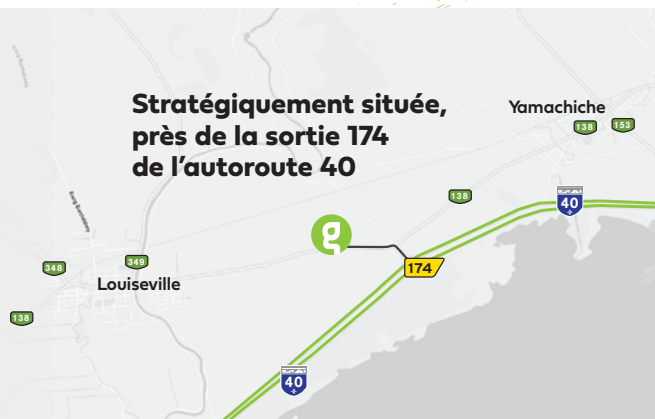 Stratégiquement située,
près de la sortie 174
de l’autoroute 40
Yamachiche
138
153
138
40
g
174
348
349
Louiseville
138
40